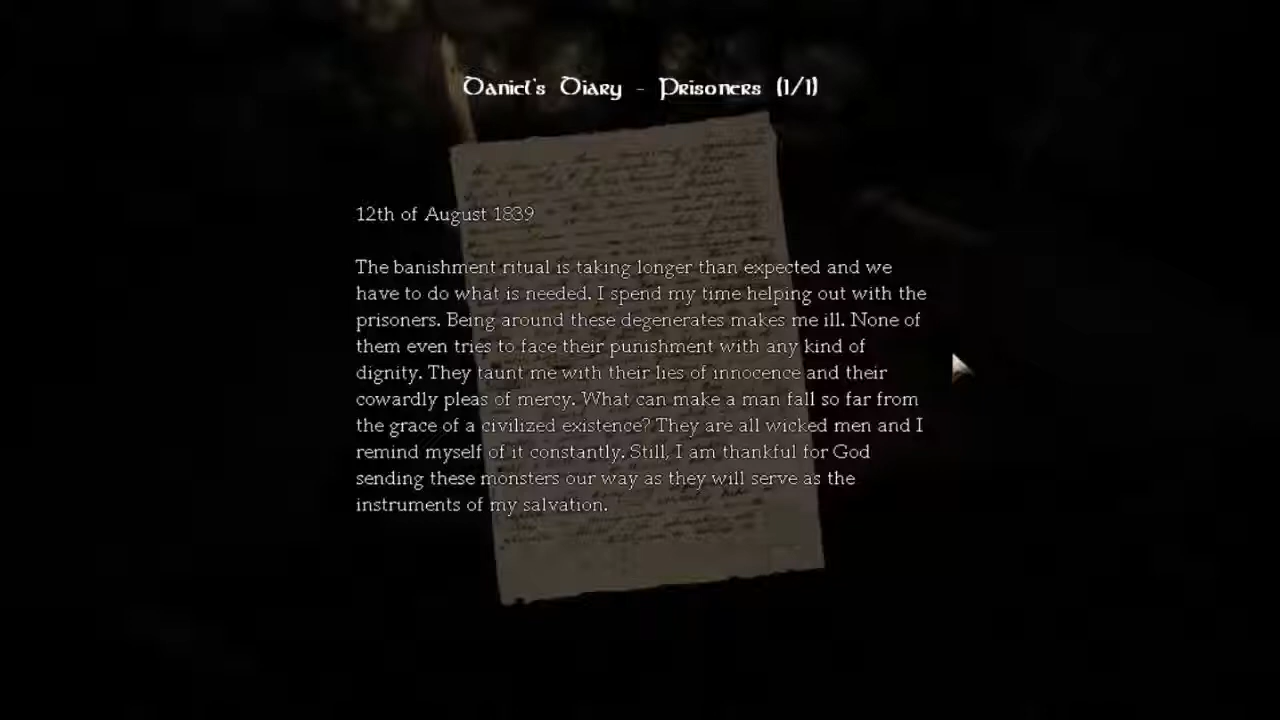 Daniel's Diary - Prisoners (1/1)
12th of August 1839
The banishment ritual is taking longer than expected and we
have to do what is needed. I spend my time helping out with the
prisoners. Being around these degenerates makes me ill. None of
them even tries to face their punishment with any kind of
dignity. They taunt me with their lies of innocence and their
cowardly pleas of mercy. What can make a man fall so far from
the grace of a civilized existence? They are all wicked men and I
remind myself of it constantly. Still, I am thankful for God
sending these monsters our way as they will serve as the
instruments of my salvation.